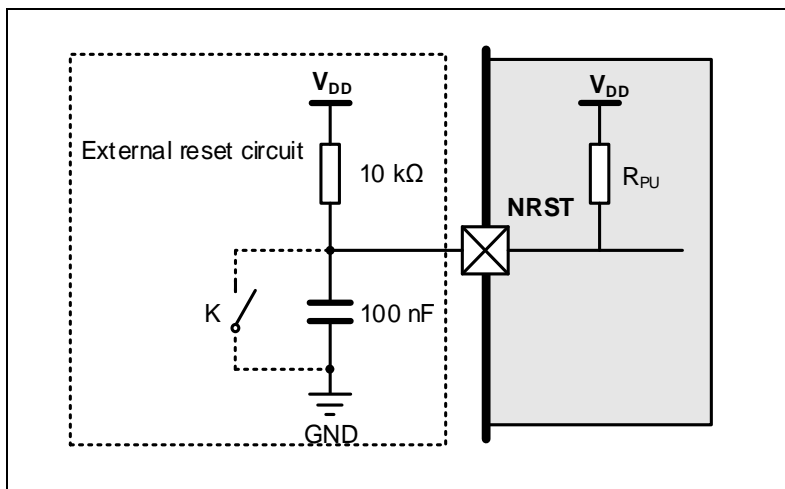 V_DD
V_DD
External reset circuit
10 kΩ
R_PU
NRST
K
100 nF
GND